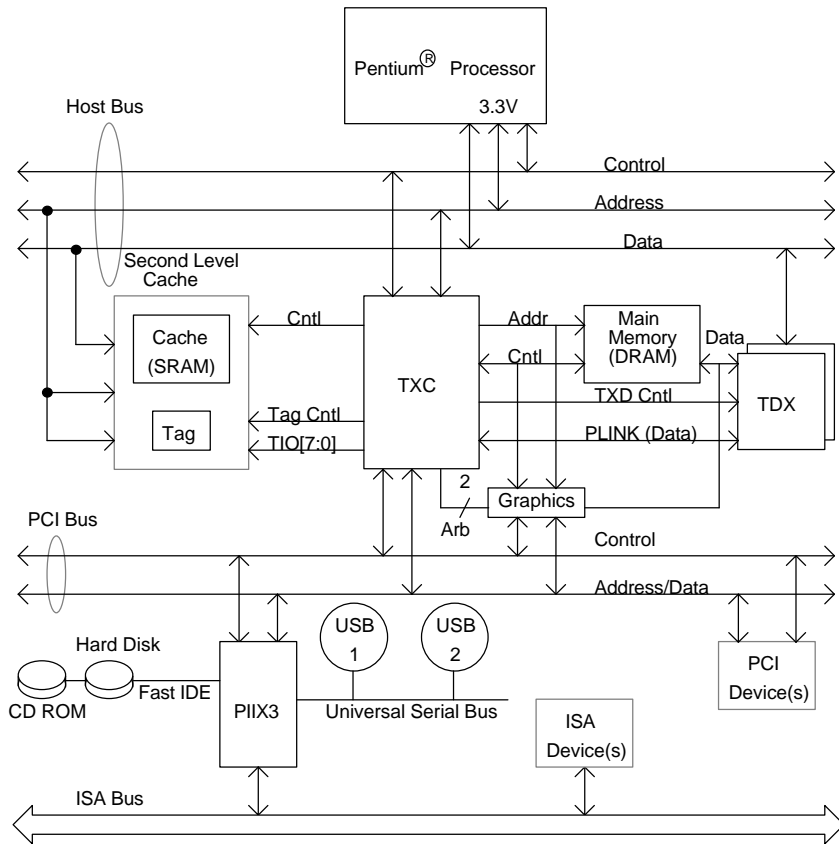 Pentium® Processor
3.3V
Host Bus
Control
Address
Data
Second Level
Cache
Cache
(SRAM)
Tag
Cntl
Tag Cntl
TIO[7:0]
TXC
Addr
Cntl
Main
Memory
(DRAM)
Data
TXD Cntl
PLINK (Data)
TDX
2
Arb
Graphics
PCI Bus
Control
Address/Data
Hard Disk
CD ROM
Fast IDE
PIIX3
USB
1
USB
2
Universal Serial Bus
ISA
Device(s)
PCI
Device(s)
ISA Bus